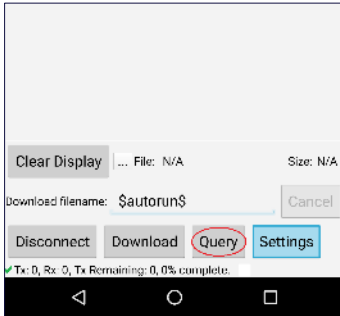 Clear Display ... File: N/A Size: N/A
Download filename: $autorun$ Cancel
Disconnect Download Query Settings
✓ Tx: 0, Rx: 0, Tx Remaining: 0, 0% complete.